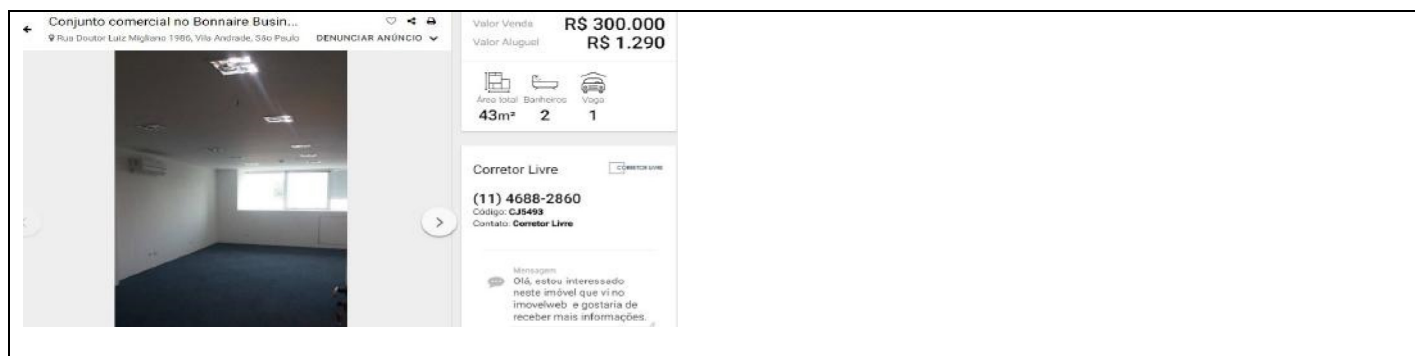 Conjunto comercial no Bonnaire Busin...
Rua Doutor Luiz Migliano 1986, Vila Andrade, São Paulo
DENUNCIAR ANÚNCIO
Valor Venda R$ 300.000
Valor Aluguel R$ 1.290
Área total Banheiros Vaga
43m² 2 1
Corretor Livre
CORRETOR LIVRE
(11) 4688-2860
Código: CJ5493
Contato: Corretor Livre
Mensagem
Olá, estou interessado
neste imóvel que vi no
imovelweb e gostaria de
receber mais informações.